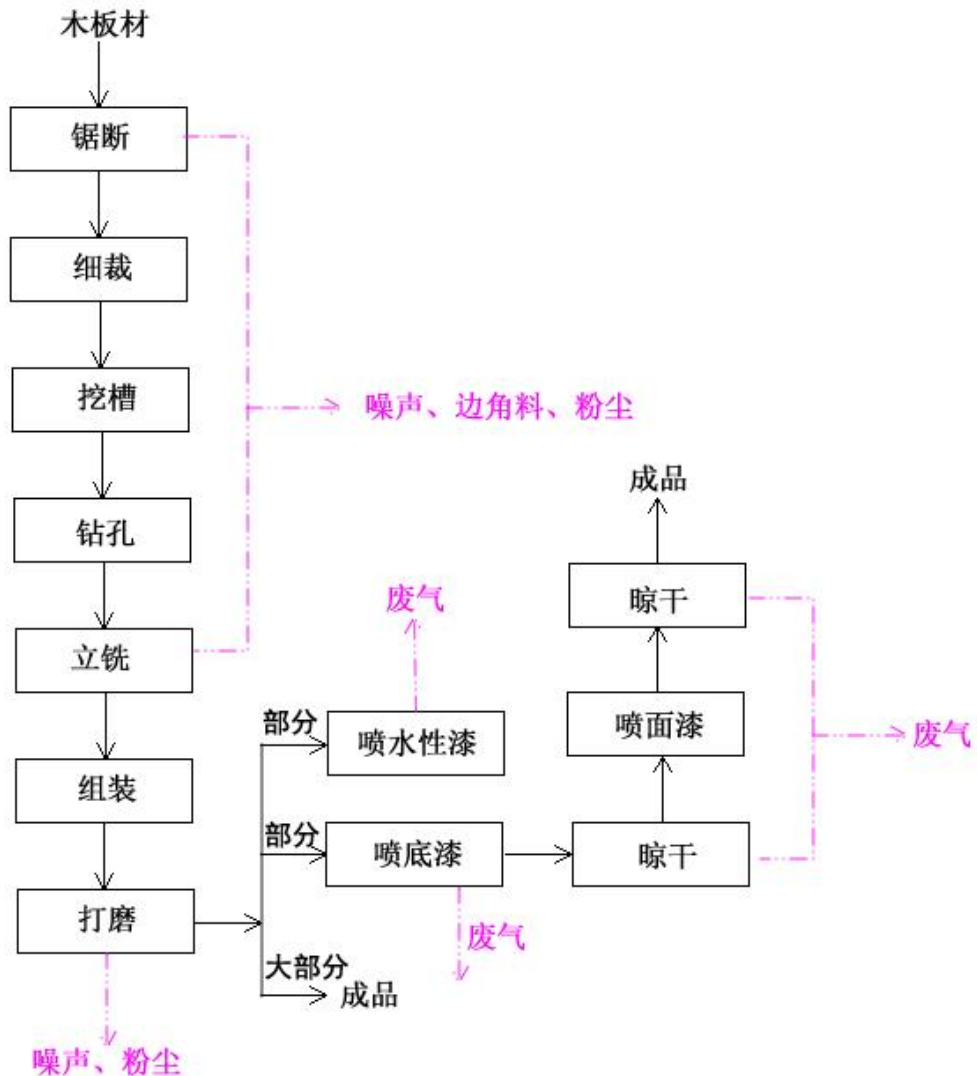 木板材
锯断
细裁
挖槽
噪声、边角料、粉尘
钻孔
立铣
组装
打磨
噪声、粉尘
部分
喷水性漆
废气
部分
喷底漆
废气
大部分
成品
晾干
喷面漆
晾干
成品
废气